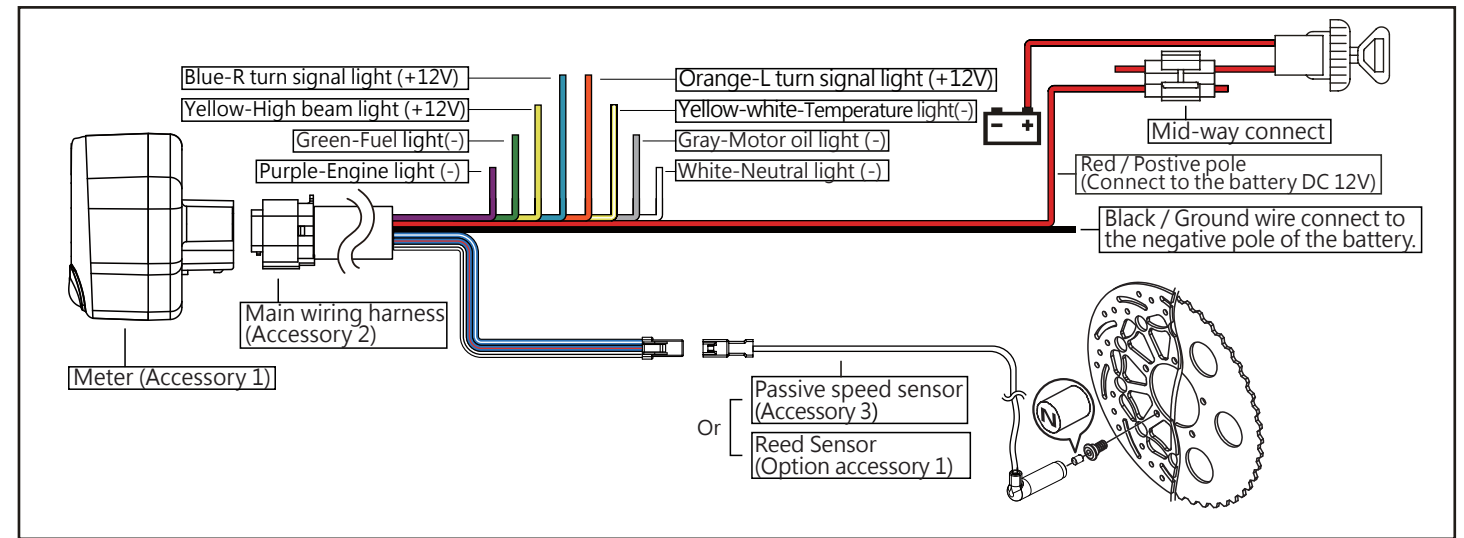 Blue-R turn signal light (+12V)
Orange-L turn signal light (+12V)
Yellow-High beam light (+12V)
Yellow-white-Temperature light(-)
Green-Fuel light(-)
Gray-Motor oil light (-)
Purple-Engine light (-)
White-Neutral light (-)
- +
Mid-way connect
Red / Postive pole
(Connect to the battery DC 12V)
Black / Ground wire connect to
the negative pole of the battery.
Main wiring harness
(Accessory 2)
Meter (Accessory 1)
Passive speed sensor
(Accessory 3)
Or
Reed Sensor
(Option accessory 1)
N